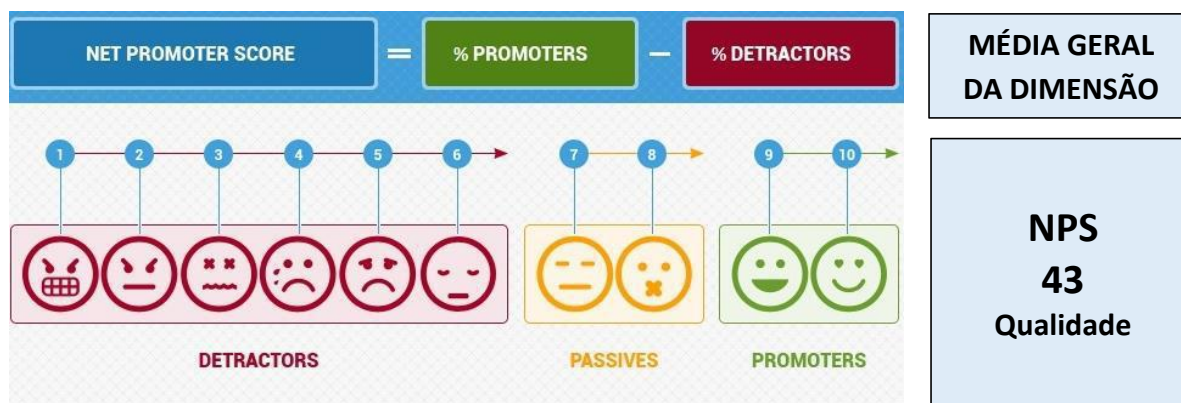 NET PROMOTER SCORE = % PROMOTERS – % DETRACTORS
MÉDIA GERAL
DA DIMENSÃO
1 2 3 4 5 6 7 8 9 10
DETRACTORS PASSIVES PROMOTERS
NPS
43
Qualidade